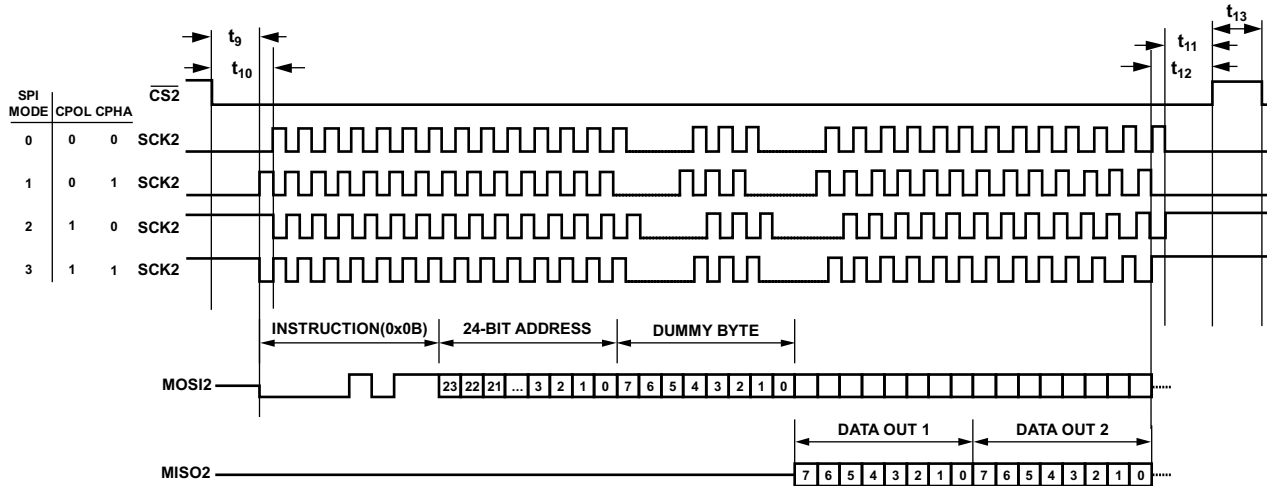 t13
t9
t11
t10
t12
CS2
SPI
MODE CPOL CPHA
0 0 0 SCK2
1 0 1 SCK2
2 1 0 SCK2
3 1 1 SCK2
INSTRUCTION(0x0B) 24-BIT ADDRESS DUMMY BYTE
MOSI2 23 22 21 ... 3 2 1 0 7 6 5 4 3 2 1 0
DATA OUT 1 DATA OUT 2
MISO2 7 6 5 4 3 2 1 0 7 6 5 4 3 2 1 0